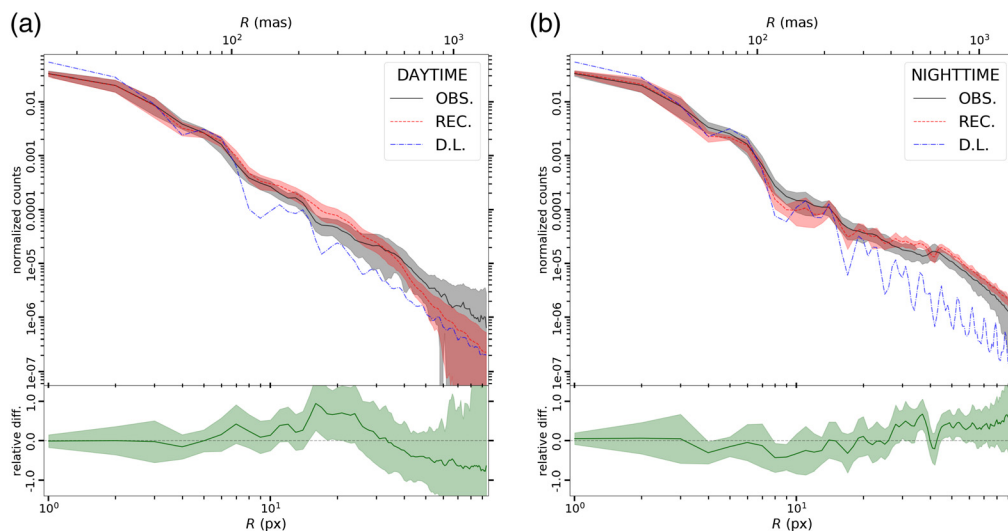 (a)
R (mas)
10² 10³
DAYTIME
OBS.
REC.
D.L.
normalized counts
0.01
0.001
0.0001
1e-05
1e-06
1e-07
relative diff.
1.0
0.0
-1.0
10⁰ 10¹
R (px)
(b)
R (mas)
10² 10³
NIGHTTIME
OBS.
REC.
D.L.
normalized counts
0.01
0.001
0.0001
1e-05
1e-06
1e-07
relative diff.
1.0
0.0
-1.0
10⁰ 10¹
R (px)